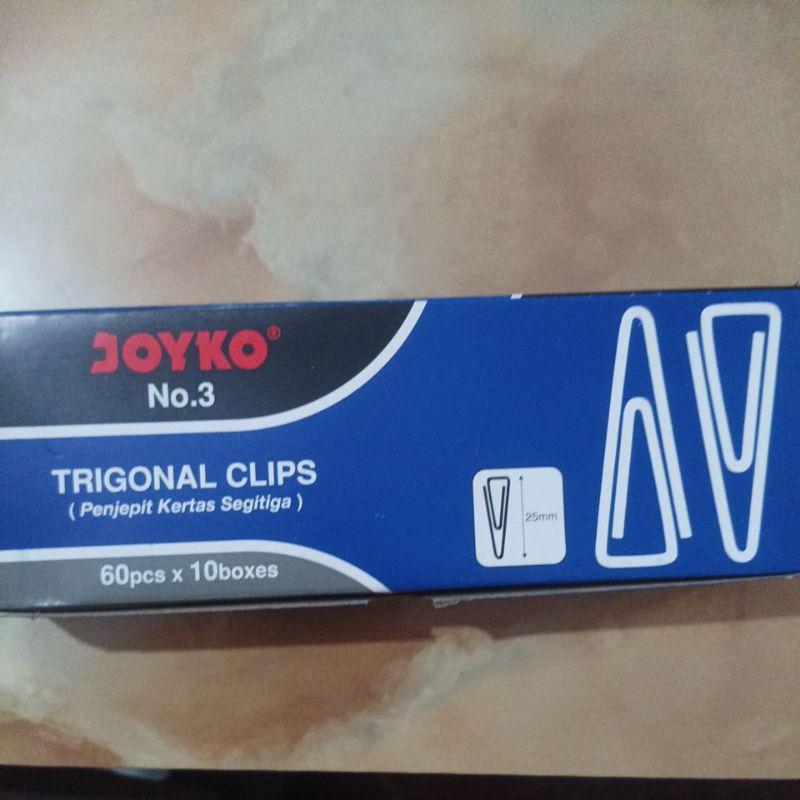 JOYKO®
No.3
TRIGONAL CLIPS
( Penjepit Kertas Segitiga )
60pcs x 10boxes
25mm